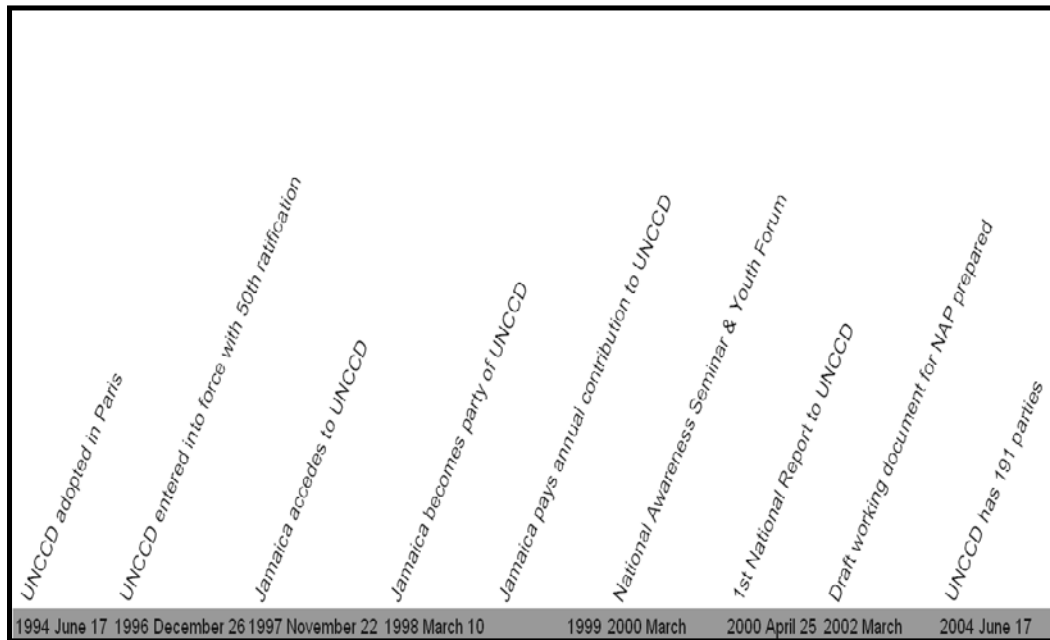 UNCCD adopted in Paris
UNCCD entered into force with 50th ratification
Jamaica accedes to UNCCD
Jamaica becomes party of UNCCD
Jamaica pays annual contribution to UNCCD
National Awareness Seminar & Youth Forum
1st National Report to UNCCD
Draft working document for NAP prepared
UNCCD has 191 parties
1994 June 17 1996 December 26 1997 November 22 1998 March 10 1999 2000 March 2000 April 25 2002 March 2004 June 17